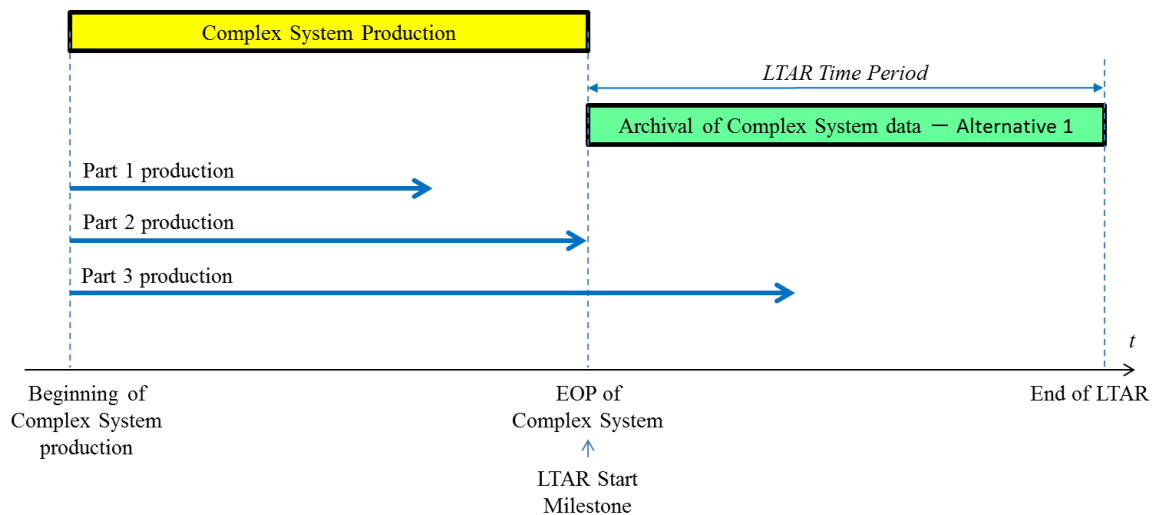 Complex System Production
LTAR Time Period
Archival of Complex System data – Alternative 1
Part 1 production
Part 2 production
Part 3 production
t
Beginning of
Complex System
production
EOP of
Complex System
End of LTAR
LTAR Start
Milestone